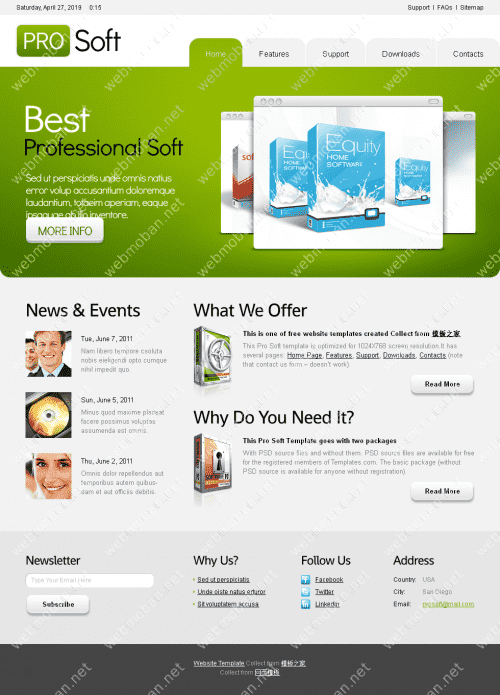 Saturday, April 27, 2019 0:15
Support | FAQs | Sitemap
PRO Soft
Home
Features
Support
Downloads
Contacts
Best
Professional Soft
Sed ut perspiciatis unde omnis natius
error volup accusantium doloremque
laudantium, totaem aperiam, eaque
ipsaquae ab illo inventore.
MORE INFO
Equity
HOME
SOFTWARE
Equity
HOME
SOFTWARE
News & Events
Tue, June 7, 2011
Nam libero tempore csoluta
nobis eieligendi opto cumque
nihil impedit quo.
Sun, June 5, 2011
Minus quod maxime placeat
facere possimus voluptas
assumenda est omnis.
Thu, June 2, 2011
Omnis dolor repellendus aut
temporibus autem quibus-
dam et aut officiis debitis.
What We Offer
This is one of free website templates created Collect from 模板之家
This Pro Soft template is optimized for 1024X768 screen resolution.It has
several pages: Home Page, Features, Support, Downloads, Contacts (note
that contact us form – doesn't work).
Read More
Why Do You Need It?
This Pro Soft Template goes with two packages
With PSD source files and without them. PSD source files are available for free
for the registered members of Templates.com. The basic package (without
PSD source is available for anyone without registration)
Read More
Newsletter
Type Your Email Here
Subscribe
Why Us?
Sed ut perspiciatis
Unde oiste natus erturor
Sit voluptatem accusa
Follow Us
Facebook
Twitter
LinkedIn
Address
Country: USA
City: San Diego
Email: prosoft@mail.com
Website Template Collect from 模板之家
Collect from 网页模板
webmoban.net